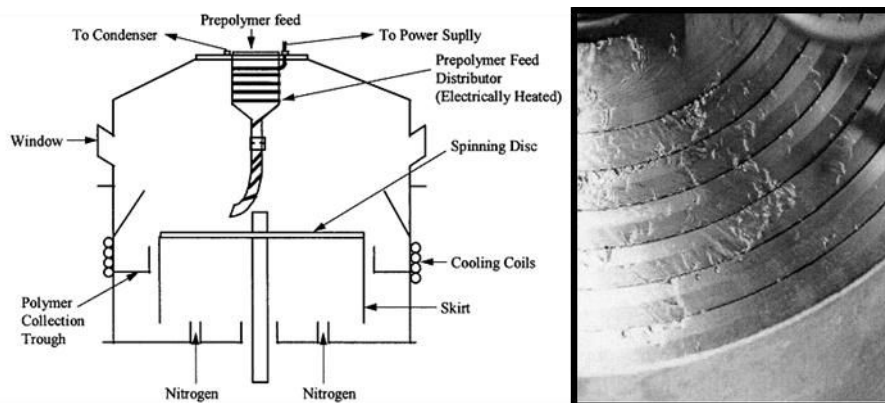 Prepolymer feed
To Condenser
To Power Suplly
Prepolymer Feed
Distributor
(Electrically Heated)
Window
Spinning Disc
Cooling Coils
Polymer
Collection
Trough
Skirt
Nitrogen
Nitrogen